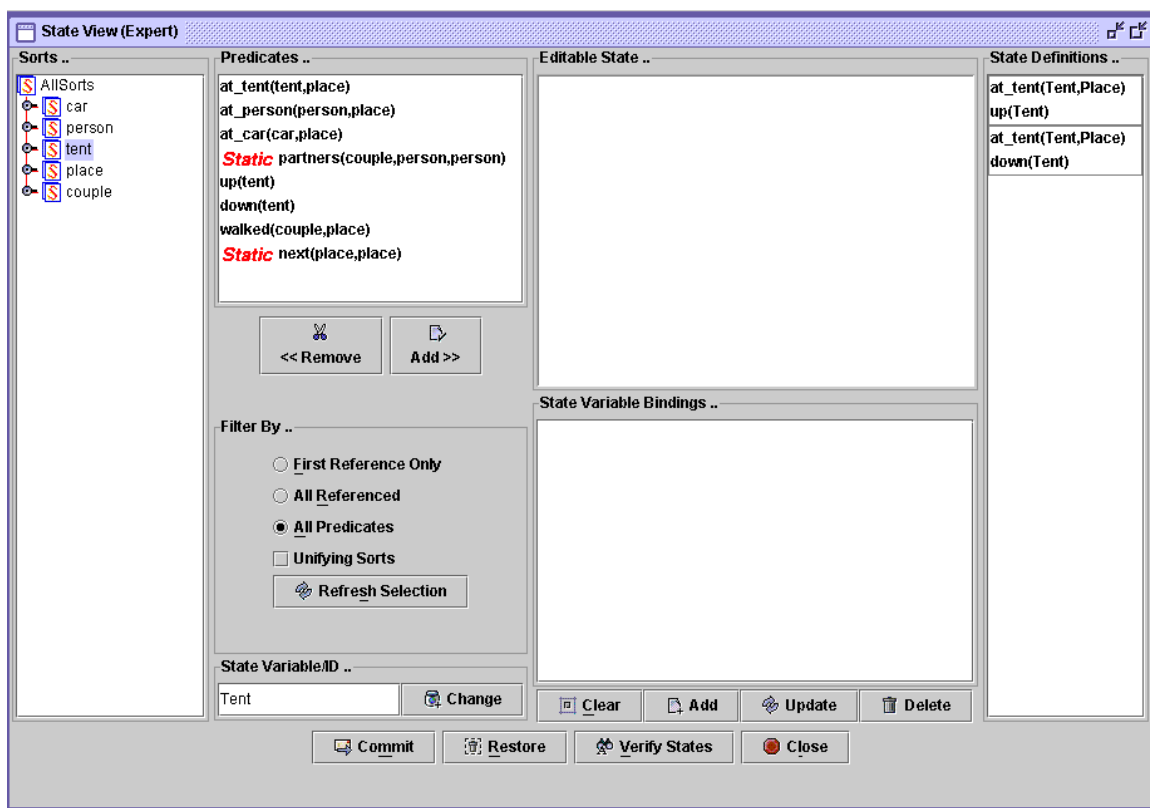 State View (Expert)
Sorts ..
AllSorts
car
person
tent
place
couple
Predicates ..
at_tent(tent,place)
at_person(person,place)
at_car(car,place)
Static partners(couple,person,person)
up(tent)
down(tent)
walked(couple,place)
Static next(place,place)
<< Remove
Add >>
Filter By ..
First Reference Only
All Referenced
All Predicates
Unifying Sorts
Refresh Selection
State Variable/ID ..
Tent
Change
Editable State ..
State Variable Bindings ..
Clear
Add
Update
Delete
State Definitions ..
at_tent(Tent,Place)
up(Tent)
at_tent(Tent,Place)
down(Tent)
Commit
Restore
Verify States
Close